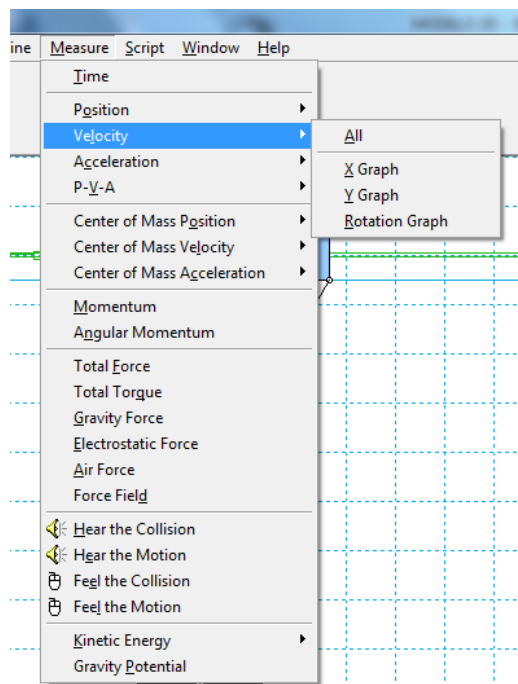 ine Measure Script Window Help
Time
Position
Velocity
All
Acceleration
X Graph
P-V-A
Y Graph
Center of Mass Position
Rotation Graph
Center of Mass Velocity
Center of Mass Acceleration
Momentum
Angular Momentum
Total Force
Total Torque
Gravity Force
Electrostatic Force
Air Force
Force Field
Hear the Collision
Hear the Motion
Feel the Collision
Feel the Motion
Kinetic Energy
Gravity Potential